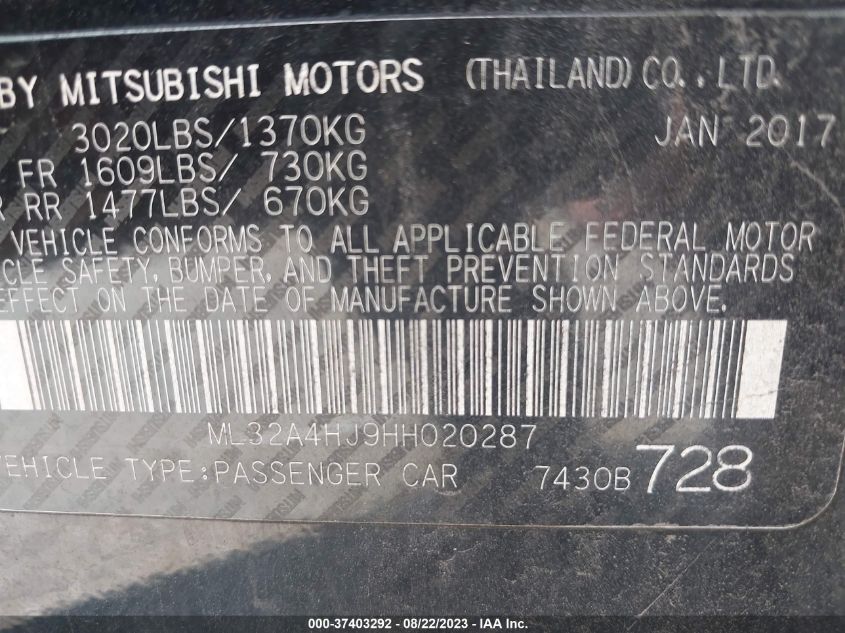 BY MITSUBISHI MOTORS (THAILAND) CO., LTD.
3020LBS/1370KG JAN 2017
FR 1609LBS/ 730KG
RR 1477LBS/ 670KG
VEHICLE CONFORMS TO ALL APPLICABLE FEDERAL MOTOR
CLE SAFETY, BUMPER, AND THEFT PREVENTION STANDARDS
EFFECT ON THE DATE OF MANUFACTURE SHOWN ABOVE.
ML32A4HJ9HH020287
VEHICLE TYPE:PASSENGER CAR 7430B 728
000-37403292 - 08/22/2023 - IAA Inc.